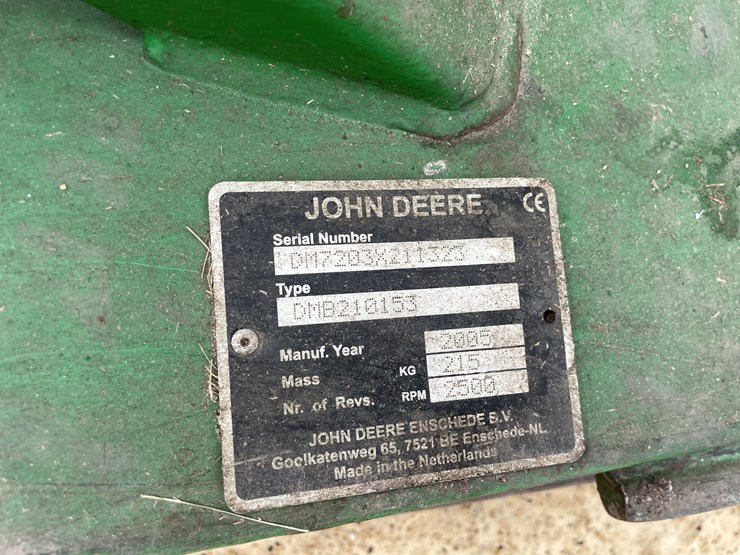 JOHN DEERE CE
Serial Number
DM7203X211323
Type
DMB210153
Manuf. Year 2005
Mass KG 215
Nr. of Revs. RPM 2500
JOHN DEERE ENSCHEDE B.V.
Goolkatenweg 65, 7521 BE Enschede-NL
Made in the Netherlands